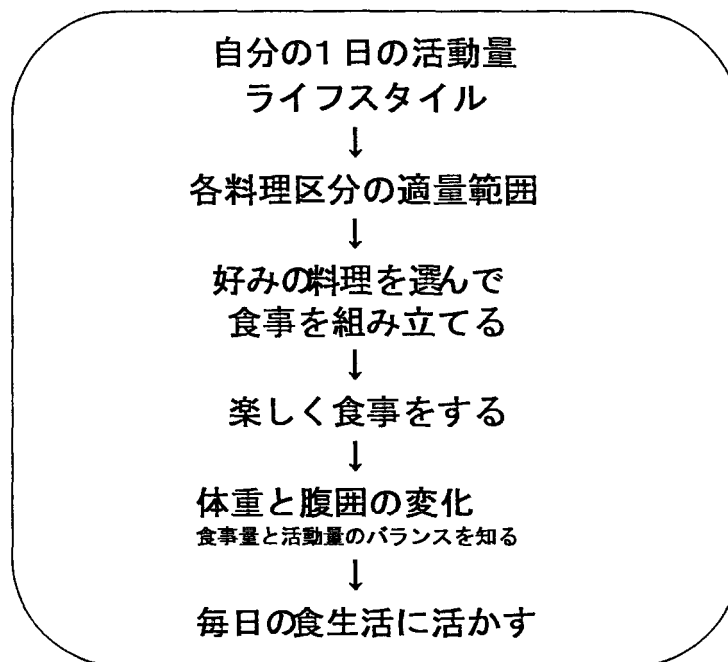 自分の1日の活動量
ライフスタイル
↓
各料理区分の適量範囲
↓
好みの料理を選んで
食事を組み立てる
↓
楽しく食事をする
↓
体重と腹囲の変化
食事量と活動量のバランスを知る
↓
毎日の食生活に活かす